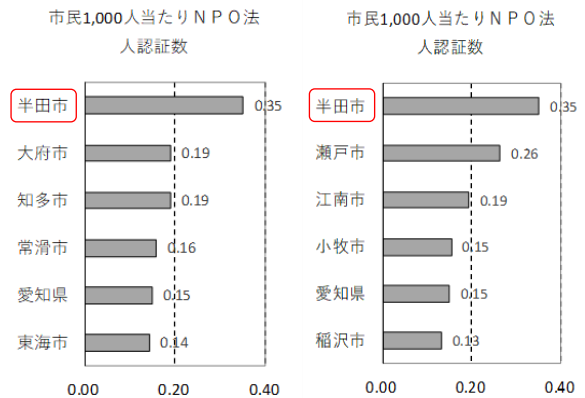 市民1,000人当たりNPO法
人認証数
半田市 0.35
大府市 0.19
知多市 0.19
常滑市 0.16
愛知県 0.15
東海市 0.14
0.00 0.20 0.40
市民1,000人当たりNPO法
人認証数
半田市 0.35
瀬戸市 0.26
江南市 0.19
小牧市 0.15
愛知県 0.15
稲沢市 0.13
0.00 0.20 0.40